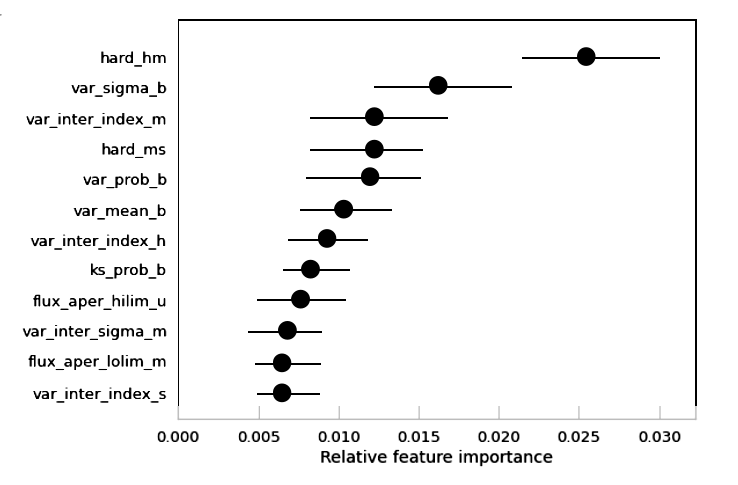 hard_hm
var_sigma_b
var_inter_index_m
hard_ms
var_prob_b
var_mean_b
var_inter_index_h
ks_prob_b
flux_aper_hilim_u
var_inter_sigma_m
flux_aper_lolim_m
var_inter_index_s
0.000 0.005 0.010 0.015 0.020 0.025 0.030
Relative feature importance